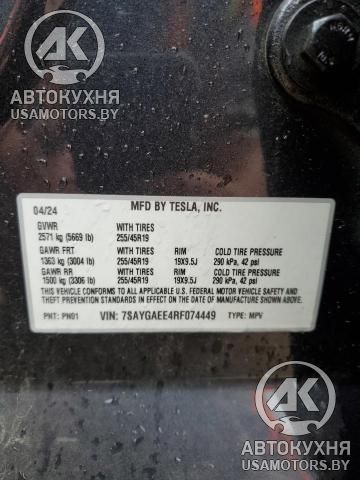 AK
АВТОКУХНЯ
USAMOTORS.BY
04/24
MFD BY TESLA, INC.
GVWR WITH TIRES
2571 kg (5669 lb) 255/45R19
GAWR FRT WITH TIRES RIM COLD TIRE PRESSURE
1363 kg (3004 lb) 255/45R19 19X9.5J 290 kPa, 42 psi
GAWR RR WITH TIRES RIM COLD TIRE PRESSURE
1500 kg (3306 lb) 255/45R19 19X9.5J 290 kPa, 42 psi
THIS VEHICLE CONFORMS TO ALL APPLICABLE U.S. FEDERAL MOTOR VEHICLE SAFETY AND
THEFT PREVENTION STANDARDS IN EFFECT ON THE DATE OF MANUFACTURE SHOWN ABOVE.
PNT: PN01 VIN: 7SAYGAEE4RF074449 TYPE: MPV
AK
АВТОКУХНЯ
USAMOTORS.BY